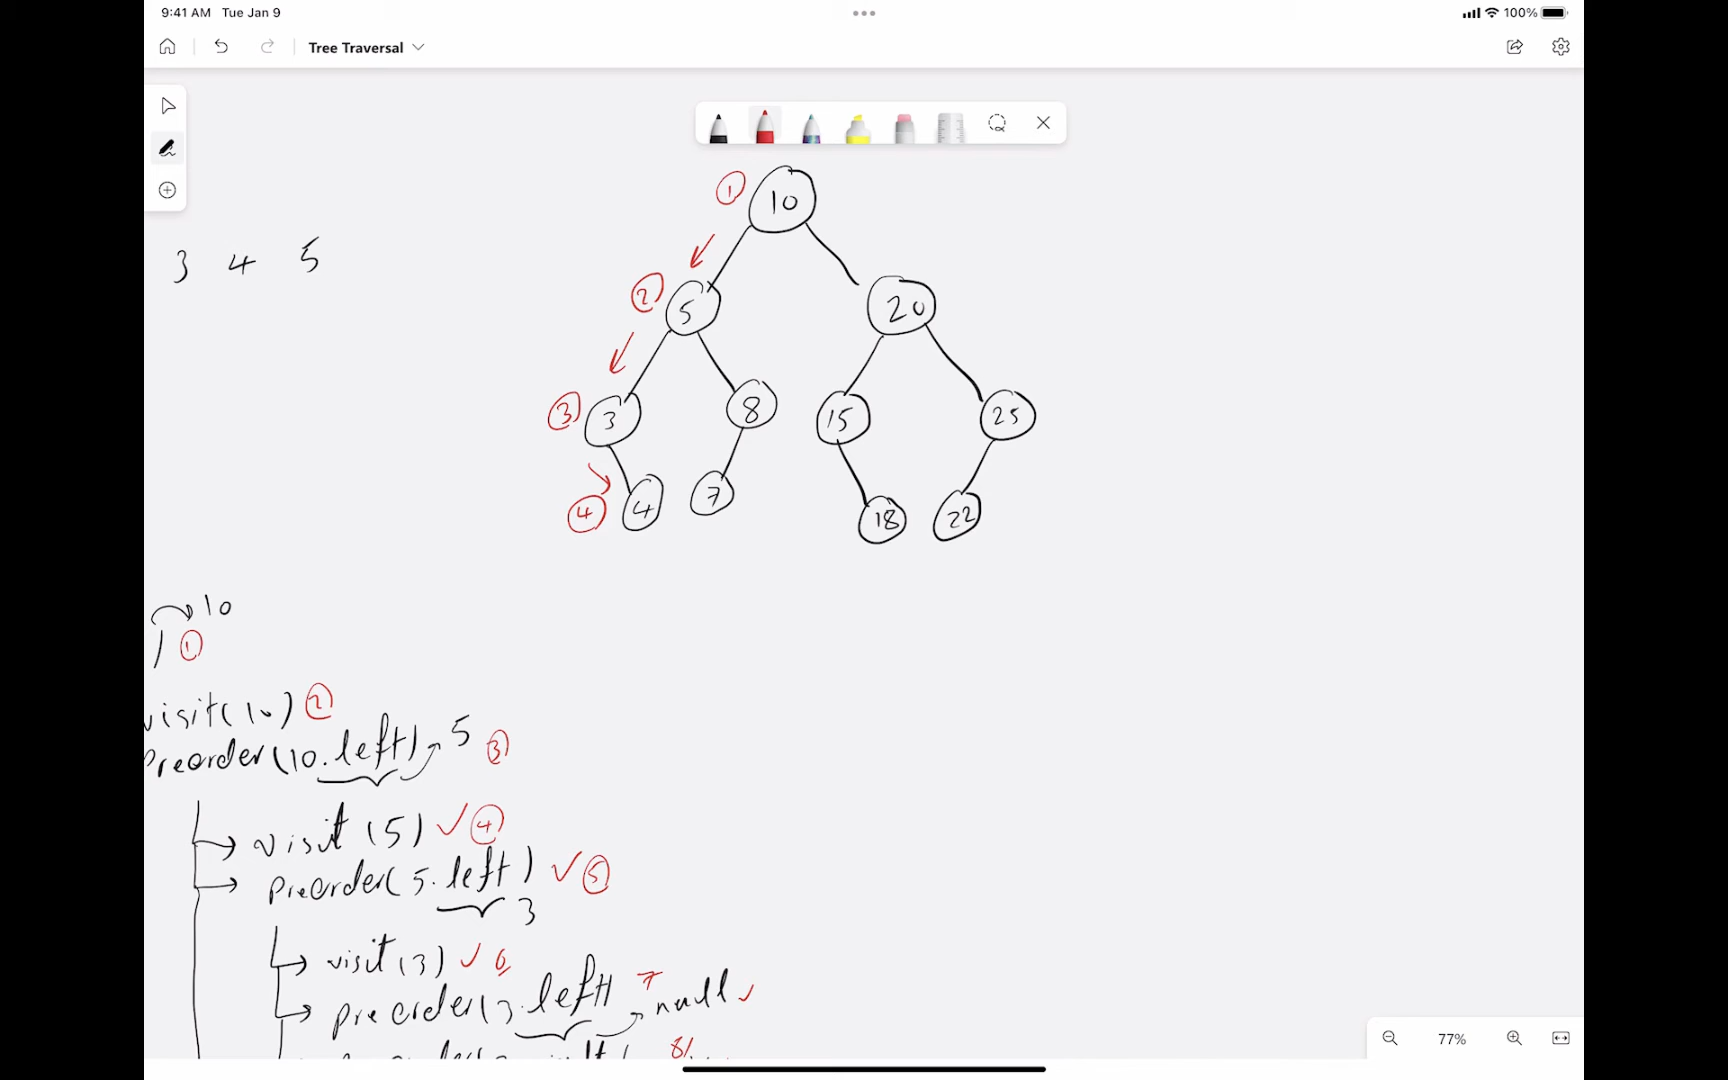 9:41 AM Tue Jan 9
100%
Tree Traversal
3 4 5
1 10
2 5 20
3 3 8 15 25
4 4 7 18 22
10
) 1
visit(10) 2
Preorder(10.left) 5 3
visit (5) ✓ 4
Preorder(5.left) ✓ 5
3
visit(3) ✓ 6
preorder(3.left) 7 null ✓
8
77%